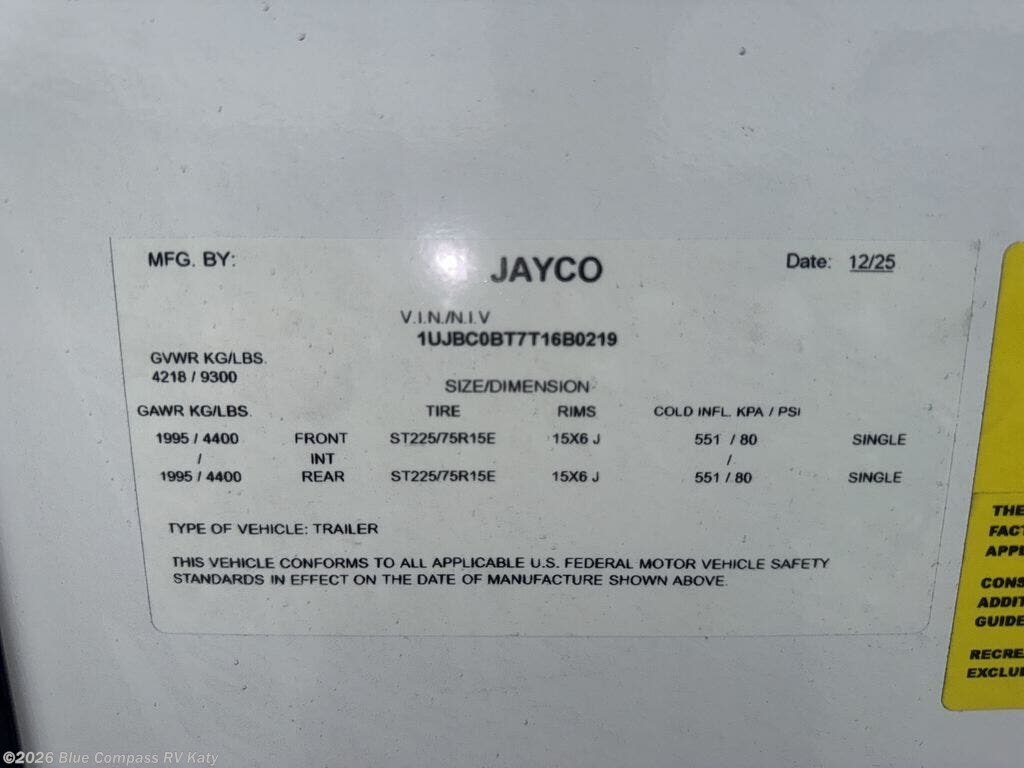 MFG. BY: JAYCO Date: 12/25
V.I.N./N.I.V
1UJBC0BT7T16B0219
GVWR KG/LBS.
4218 / 9300
SIZE/DIMENSION
GAWR KG/LBS. TIRE RIMS COLD INFL. KPA / PSI
1995 / 4400 FRONT ST225/75R15E 15X6 J 551 / 80 SINGLE
/ INT /
1995 / 4400 REAR ST225/75R15E 15X6 J 551 / 80 SINGLE
TYPE OF VEHICLE: TRAILER
THIS VEHICLE CONFORMS TO ALL APPLICABLE U.S. FEDERAL MOTOR VEHICLE SAFETY
STANDARDS IN EFFECT ON THE DATE OF MANUFACTURE SHOWN ABOVE.
THE
FACT
APPL
CONS
ADDIT
GUIDE
RECRE
EXCLU
©2026 Blue Compass RV Katy